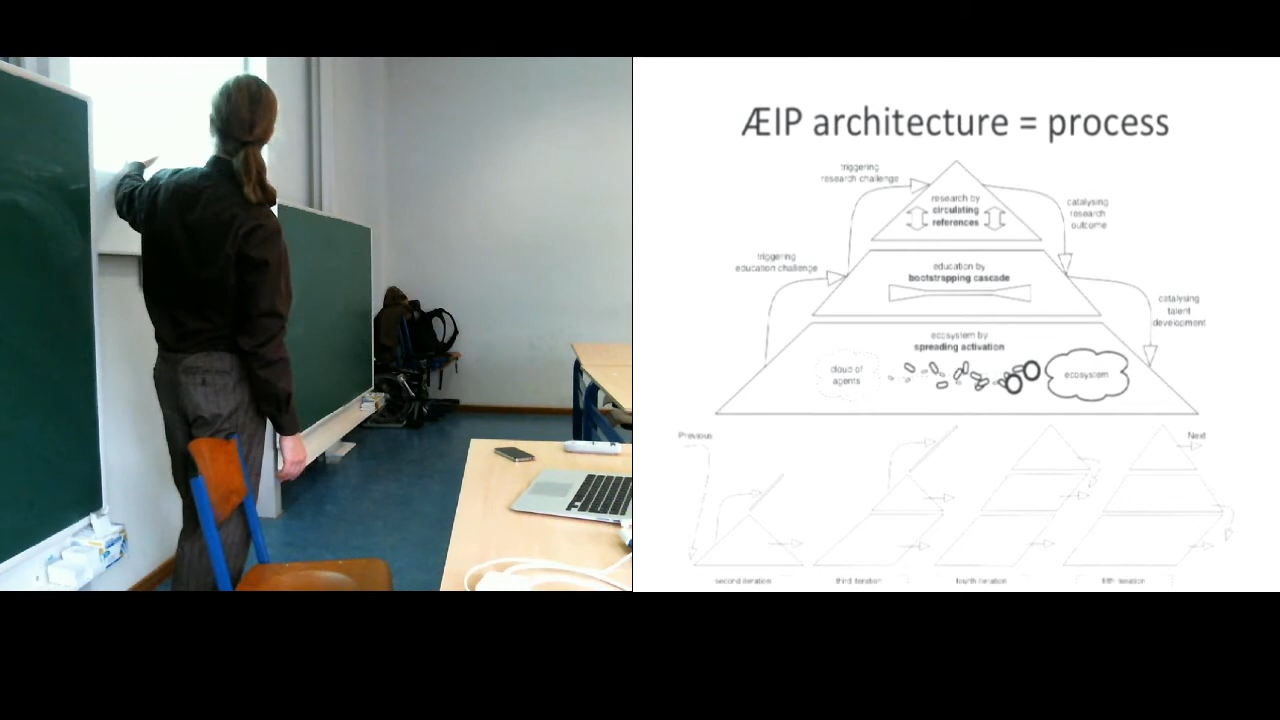 ÆIP architecture = process
triggering
research challenge
research by
circulating
references
catalysing
research
outcome
triggering
education challenge
education by
bootstrapping cascade
catalysing
talent
development
ecosystem by
spreading activation
cloud of
agents
ecosystem
Previous
Next
second iteration
third iteration
fourth iteration
fifth iteration